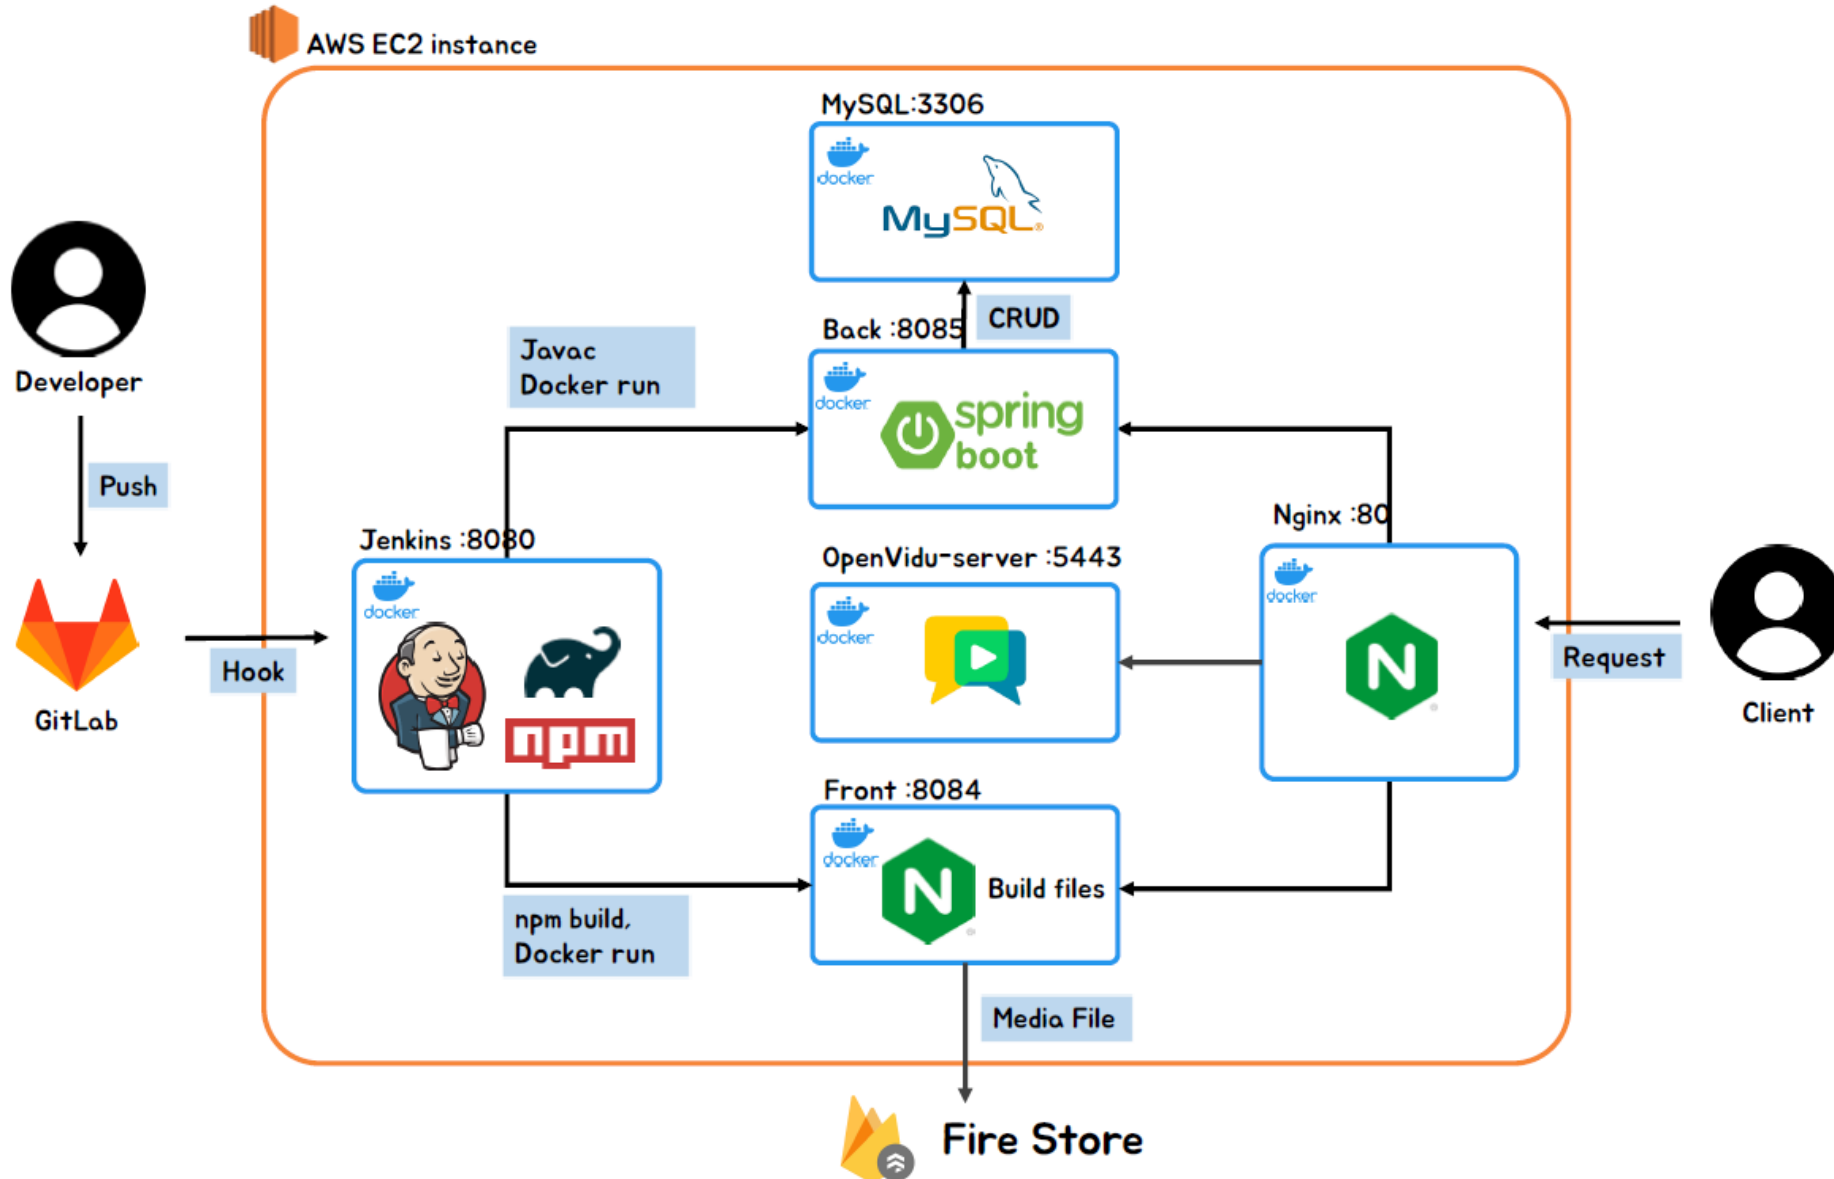 AWS EC2 instance
MySQL:3306
docker
MySQL®
CRUD
Back :8085
docker
spring
boot
Javac
Docker run
Developer
Push
GitLab
Hook
Jenkins :8080
docker
npm
OpenVidu-server :5443
docker
Nginx :80
docker
N
Request
Client
Front :8084
docker
N
Build files
npm build,
Docker run
Media File
Fire Store